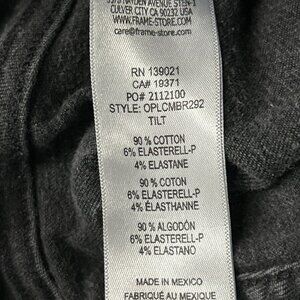 NAYDEN AVENUE
CULVER CITY CA 90232 USA
WWW.FRAME-STORE.COM
care@frame-store.com
RN 139021
CA# 19371
PO# 2112100
STYLE: OPLCMBR292
TILT
90 % COTTON
6% ELASTERELL-P
4% ELASTANE
90 % COTON
6% ELASTERELL-P
4% ÉLASTHANNE
90 % ALGODÓN
6% ELASTERELL-P
4% ELASTANO
MADE IN MEXICO
FABRIQUÉ AU MEXIQUE